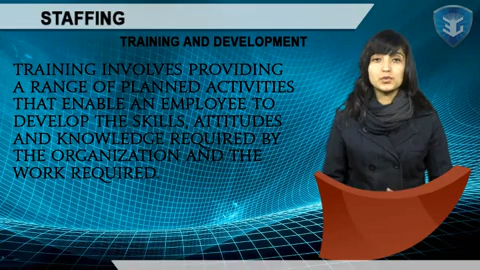 STAFFING
TRAINING AND DEVELOPMENT
TRAINING INVOLVES PROVIDING
A RANGE OF PLANNED ACTIVITIES
THAT ENABLE AN EMPLOYEE TO
DEVELOP THE SKILLS, ATTITUDES
AND KNOWLEDGE REQUIRED BY
THE ORGANIZATION AND THE
WORK REQUIRED.